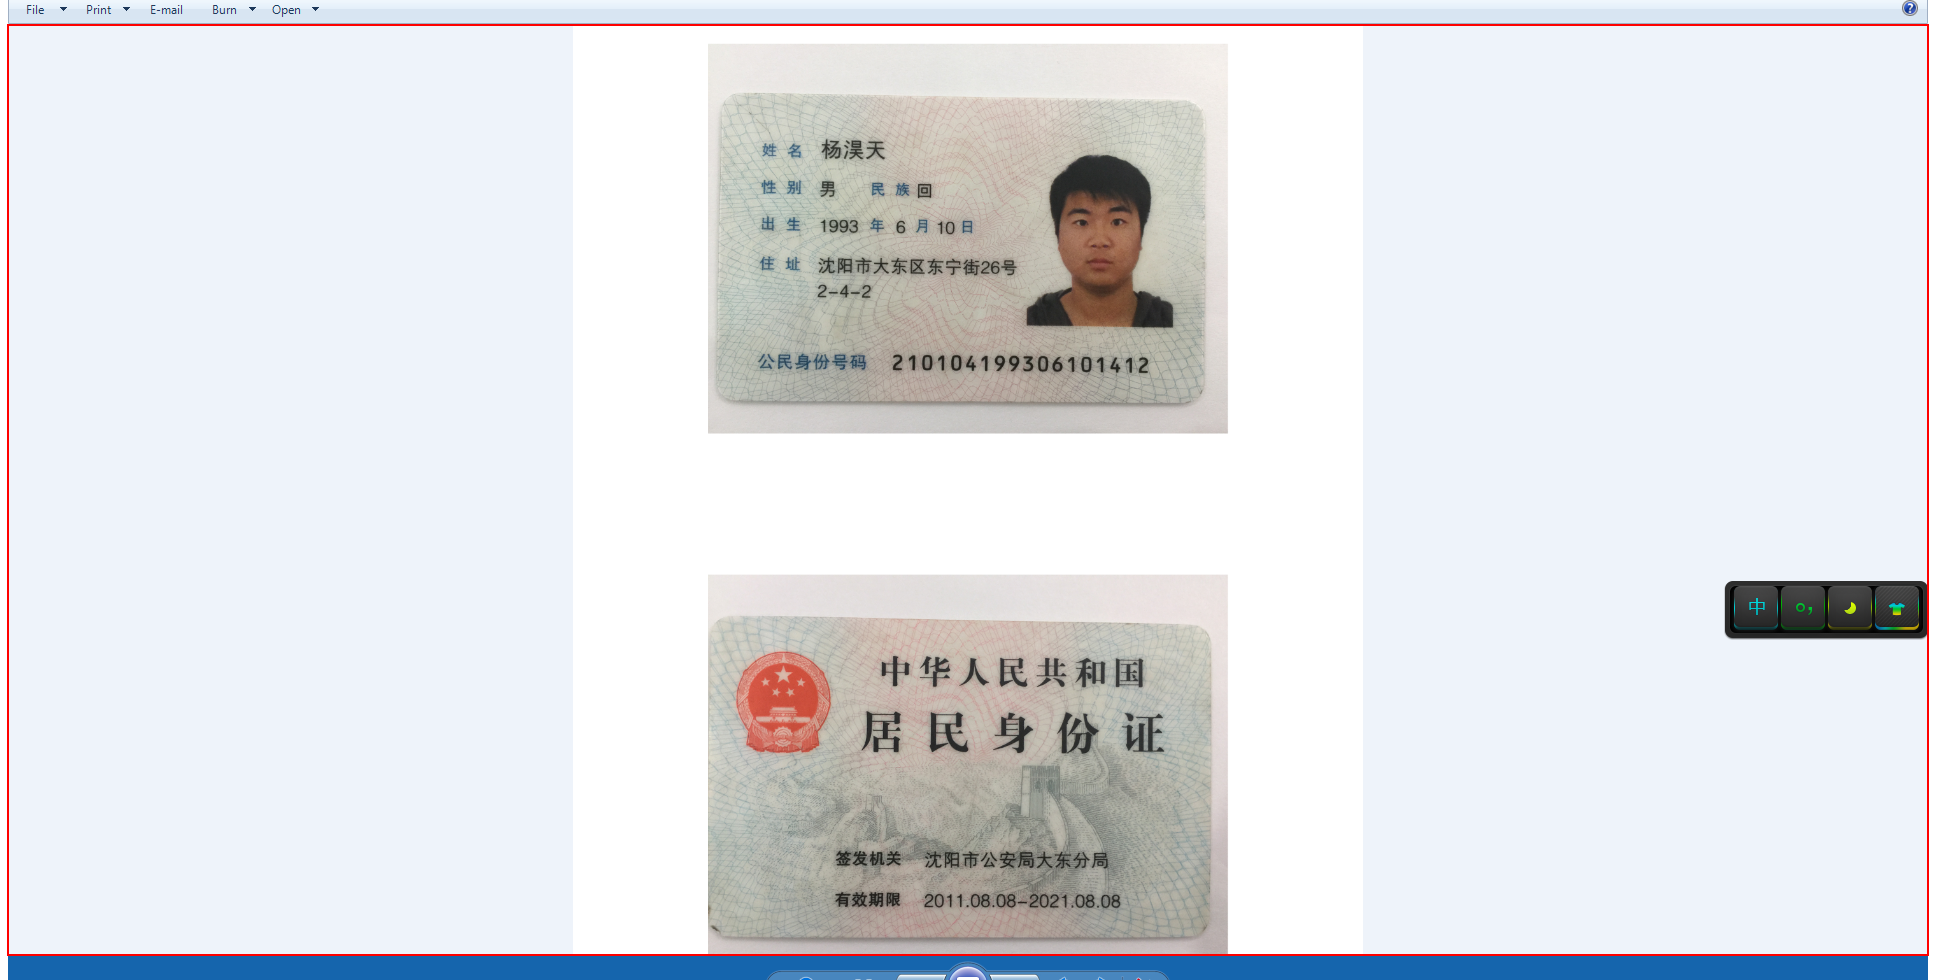 File Print E-mail Burn Open
姓名 杨淏天
性别 男 民族 回
出生 1993 年 6 月 10 日
住址 沈阳市大东区东宁街26号
2-4-2
公民身份号码 210104199306101412
中
中华人民共和国
居民身份证
签发机关 沈阳市公安局大东分局
有效期限 2011.08.08-2021.08.08